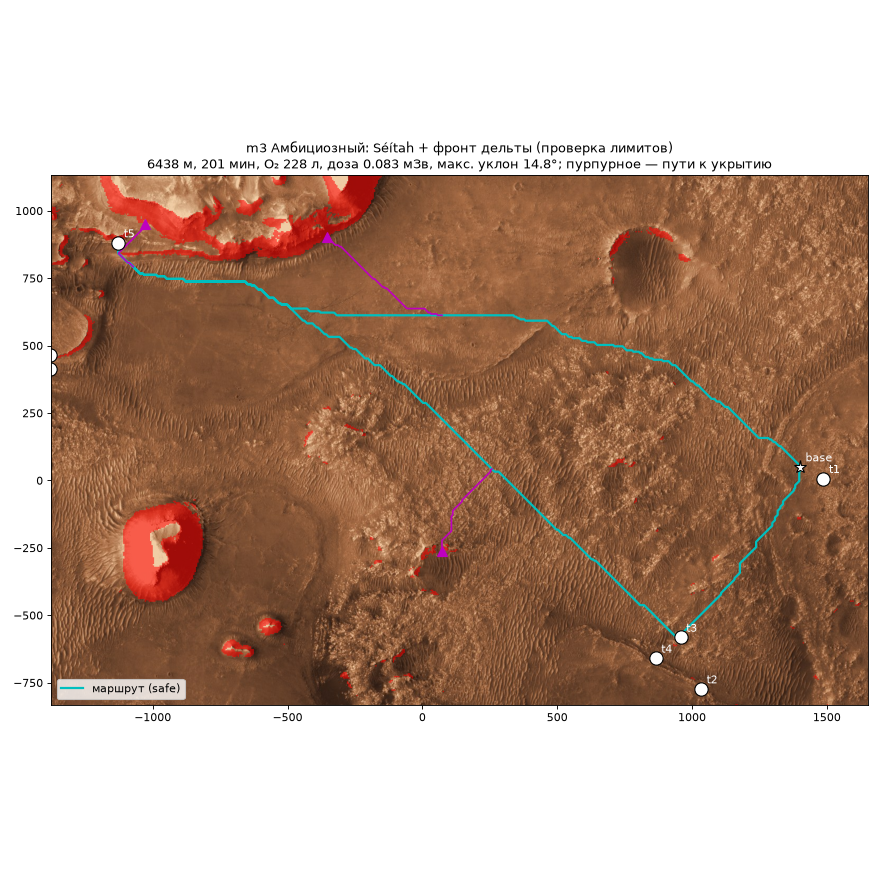 m3 Амбициозный: Séítah + фронт дельты (проверка лимитов)
6438 м, 201 мин, O₂ 228 л, доза 0.083 мЗв, макс. уклон 14.8°; пурпурное — пути к укрытию
1000
750
500
250
0
−250
−500
−750
t5
base
t1
t3
t4
t2
маршрут (safe)
−1000
−500
0
500
1000
1500